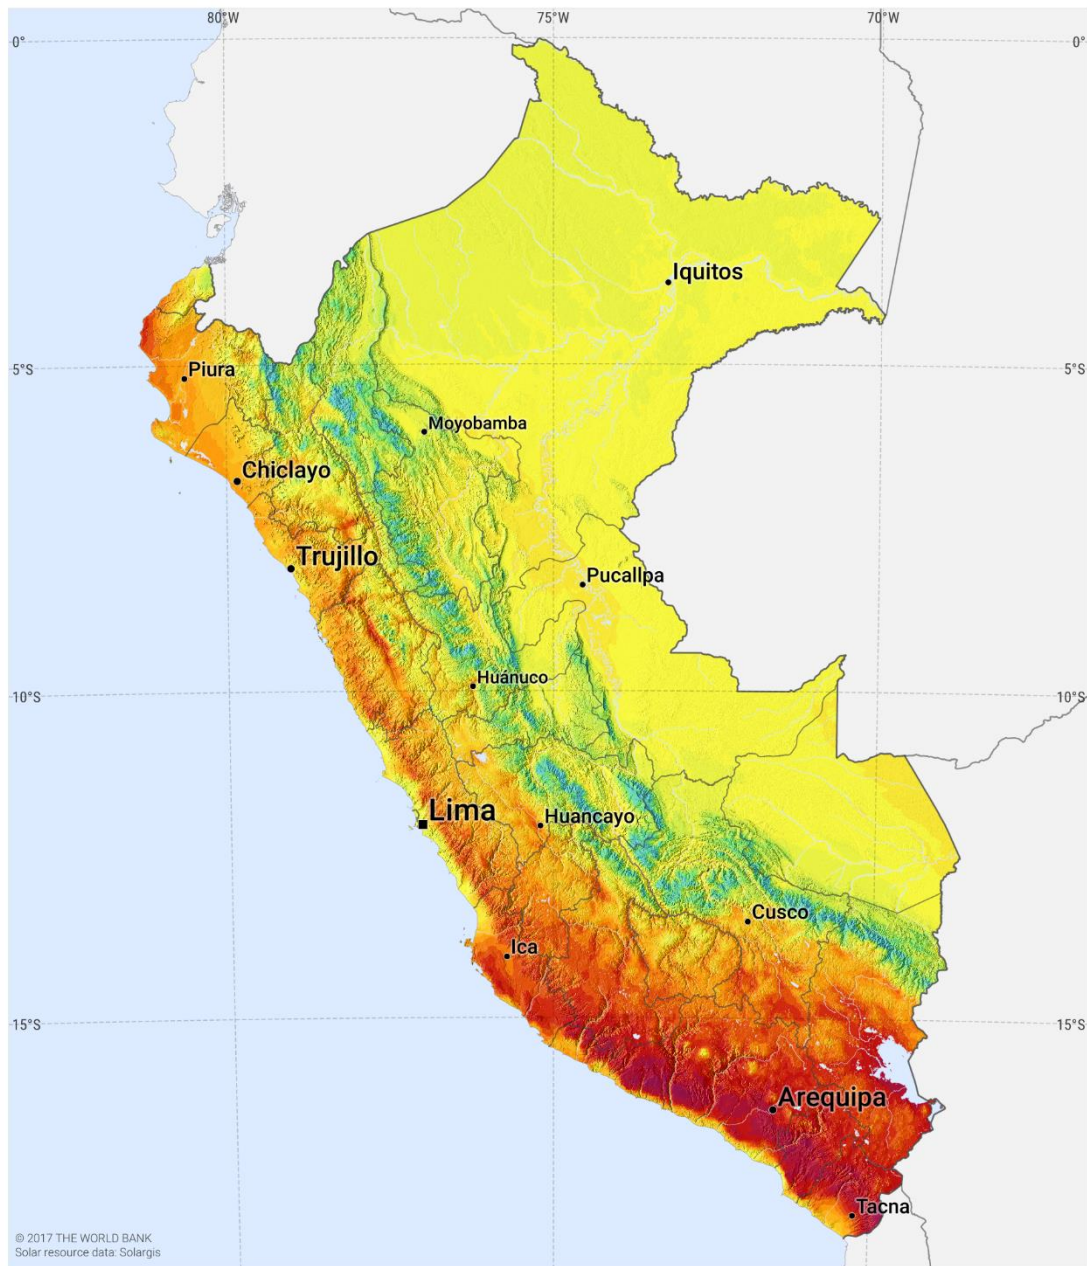 80°W 75°W 70°W
0° 0°
Iquitos
5°S 5°S
Piura
Moyobamba
Chiclayo
Trujillo
Pucallpa
Huánuco
10°S 10°S
Lima
Huancayo
Cusco
Ica
15°S 15°S
Arequipa
Tacna
© 2017 THE WORLD BANK
Solar resource data: Solargis